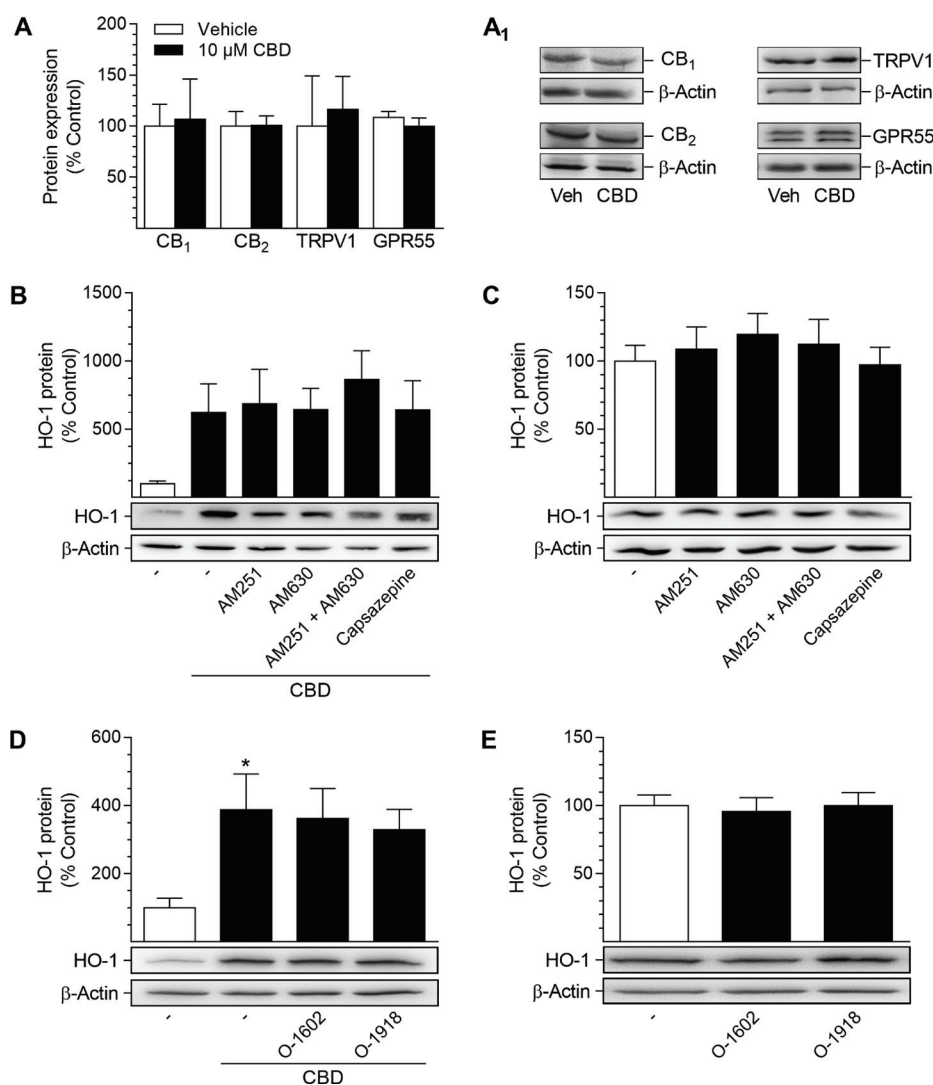 A
Protein expression
(% Control)
200
150
100
50
Vehicle
10 µM CBD
CB1
CB2
TRPV1
GPR55
A1
CB1
β-Actin
CB2
β-Actin
Veh CBD
TRPV1
β-Actin
GPR55
β-Actin
Veh CBD
B
HO-1 protein
(% Control)
1500
1000
500
HO-1
β-Actin
-
-
AM251
AM630
AM251 + AM630
Capsazepine
CBD
C
HO-1 protein
(% Control)
150
100
50
HO-1
β-Actin
-
AM251
AM630
AM251 + AM630
Capsazepine
D
HO-1 protein
(% Control)
600
400
200
*
HO-1
β-Actin
-
-
O-1602
O-1918
CBD
E
HO-1 protein
(% Control)
150
100
50
HO-1
β-Actin
-
O-1602
O-1918